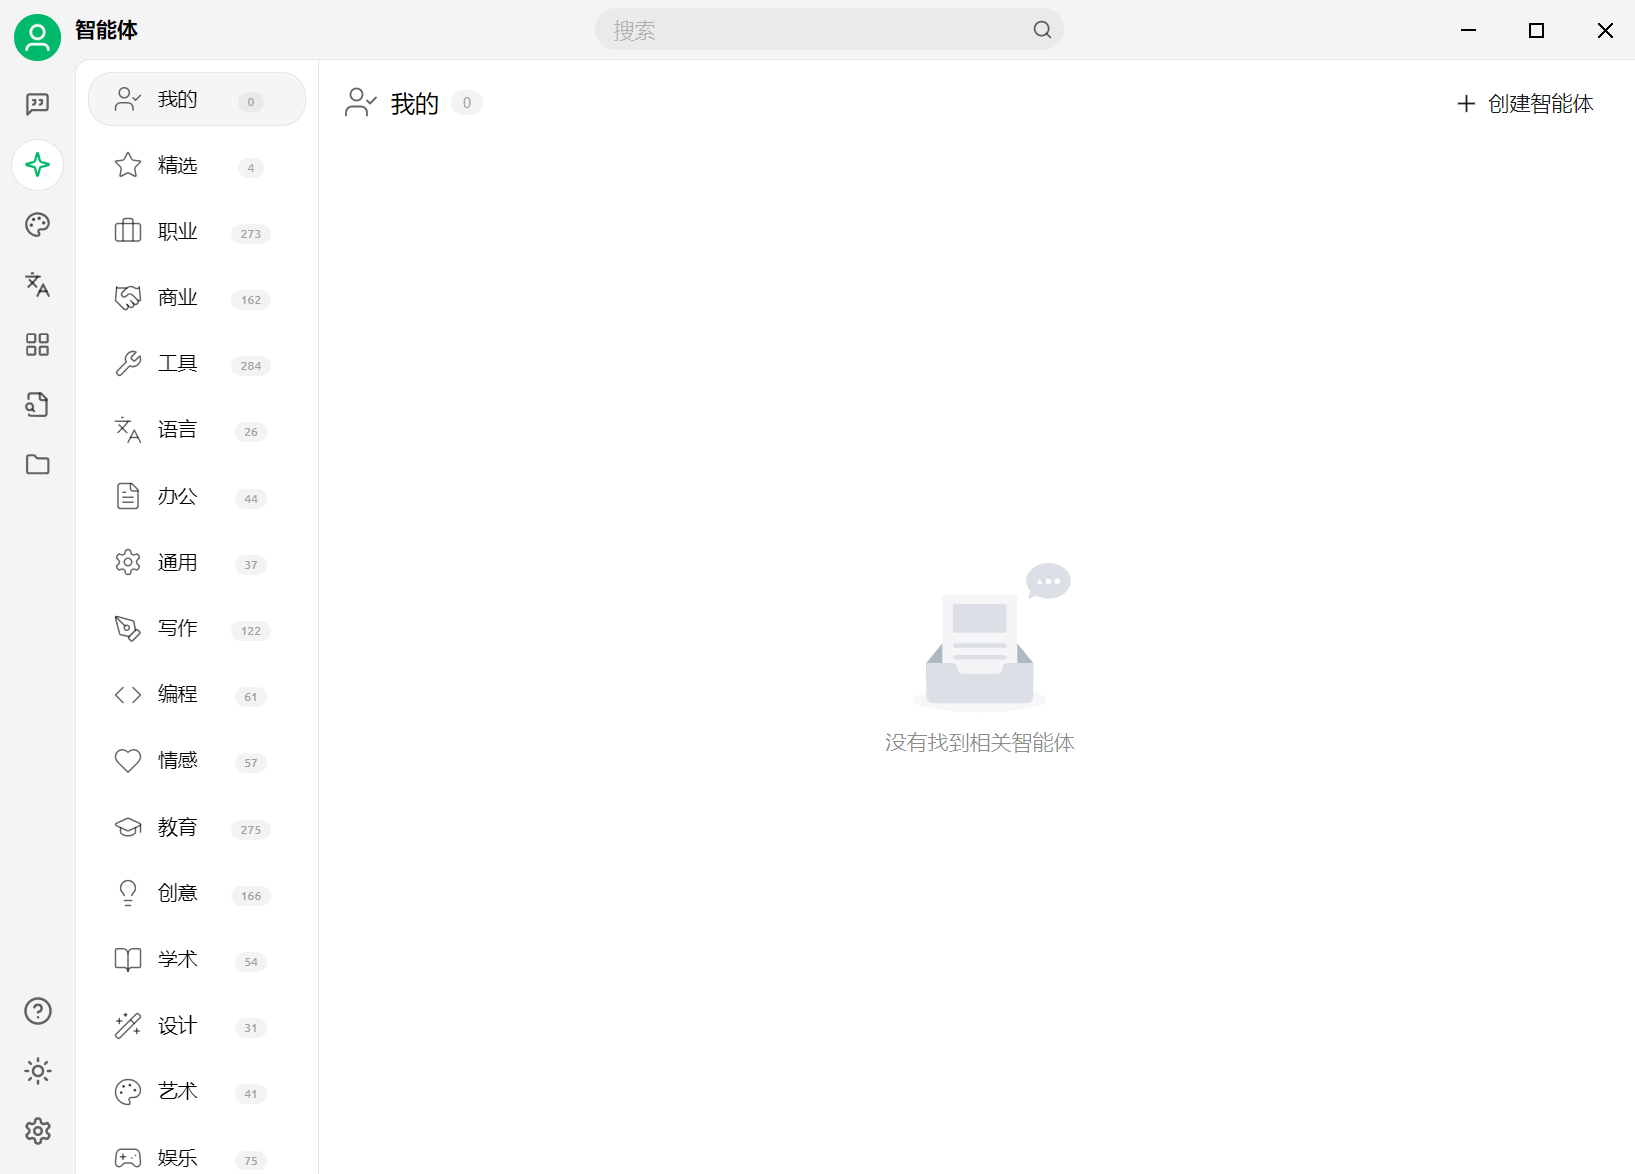 智能体
搜索
我的 0
精选 4
职业 273
商业 162
工具 284
语言 26
办公 44
通用 37
写作 122
编程 61
情感 57
教育 275
创意 166
学术 54
设计 31
艺术 41
娱乐 75
我的 0
创建智能体
没有找到相关智能体